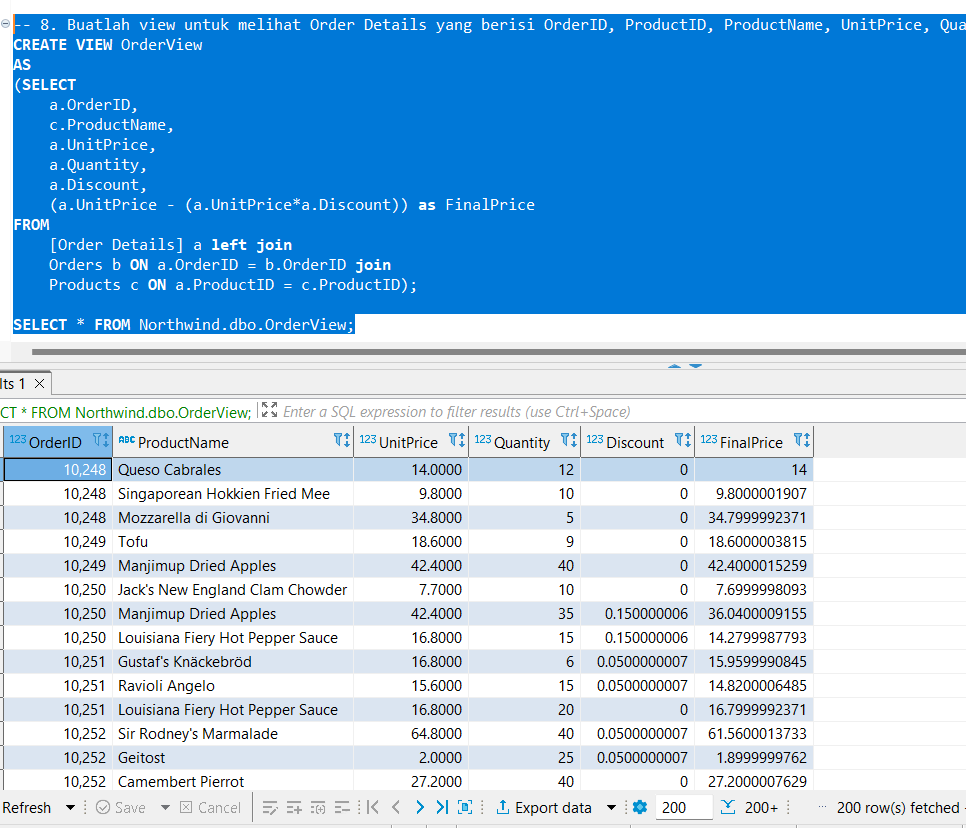 -- 8. Buatlah view untuk melihat Order Details yang berisi OrderID, ProductID, ProductName, UnitPrice, Qua
CREATE VIEW OrderView
AS
(SELECT
a.OrderID,
c.ProductName,
a.UnitPrice,
a.Quantity,
a.Discount,
(a.UnitPrice - (a.UnitPrice*a.Discount)) as FinalPrice
FROM
[Order Details] a left join
Orders b ON a.OrderID = b.OrderID join
Products c ON a.ProductID = c.ProductID);
SELECT * FROM Northwind.dbo.OrderView;
lts 1
CT * FROM Northwind.dbo.OrderView; Enter a SQL expression to filter results (use Ctrl+Space)
123 OrderID ABC ProductName 123 UnitPrice 123 Quantity 123 Discount 123 FinalPrice
10,248 Queso Cabrales 14.0000 12 0 14
10,248 Singaporean Hokkien Fried Mee 9.8000 10 0 9.8000001907
10,248 Mozzarella di Giovanni 34.8000 5 0 34.7999992371
10,249 Tofu 18.6000 9 0 18.6000003815
10,249 Manjimup Dried Apples 42.4000 40 0 42.4000015259
10,250 Jack's New England Clam Chowder 7.7000 10 0 7.6999998093
10,250 Manjimup Dried Apples 42.4000 35 0.150000006 36.0400009155
10,250 Louisiana Fiery Hot Pepper Sauce 16.8000 15 0.150000006 14.2799987793
10,251 Gustaf's Knäckebröd 16.8000 6 0.0500000007 15.9599990845
10,251 Ravioli Angelo 15.6000 15 0.0500000007 14.8200006485
10,251 Louisiana Fiery Hot Pepper Sauce 16.8000 20 0 16.7999992371
10,252 Sir Rodney's Marmalade 64.8000 40 0.0500000007 61.5600013733
10,252 Geitost 2.0000 25 0.0500000007 1.8999999762
10,252 Camembert Pierrot 27.2000 40 0 27.2000007629
Refresh Save Cancel Export data 200 200+ ... 200 row(s) fetched